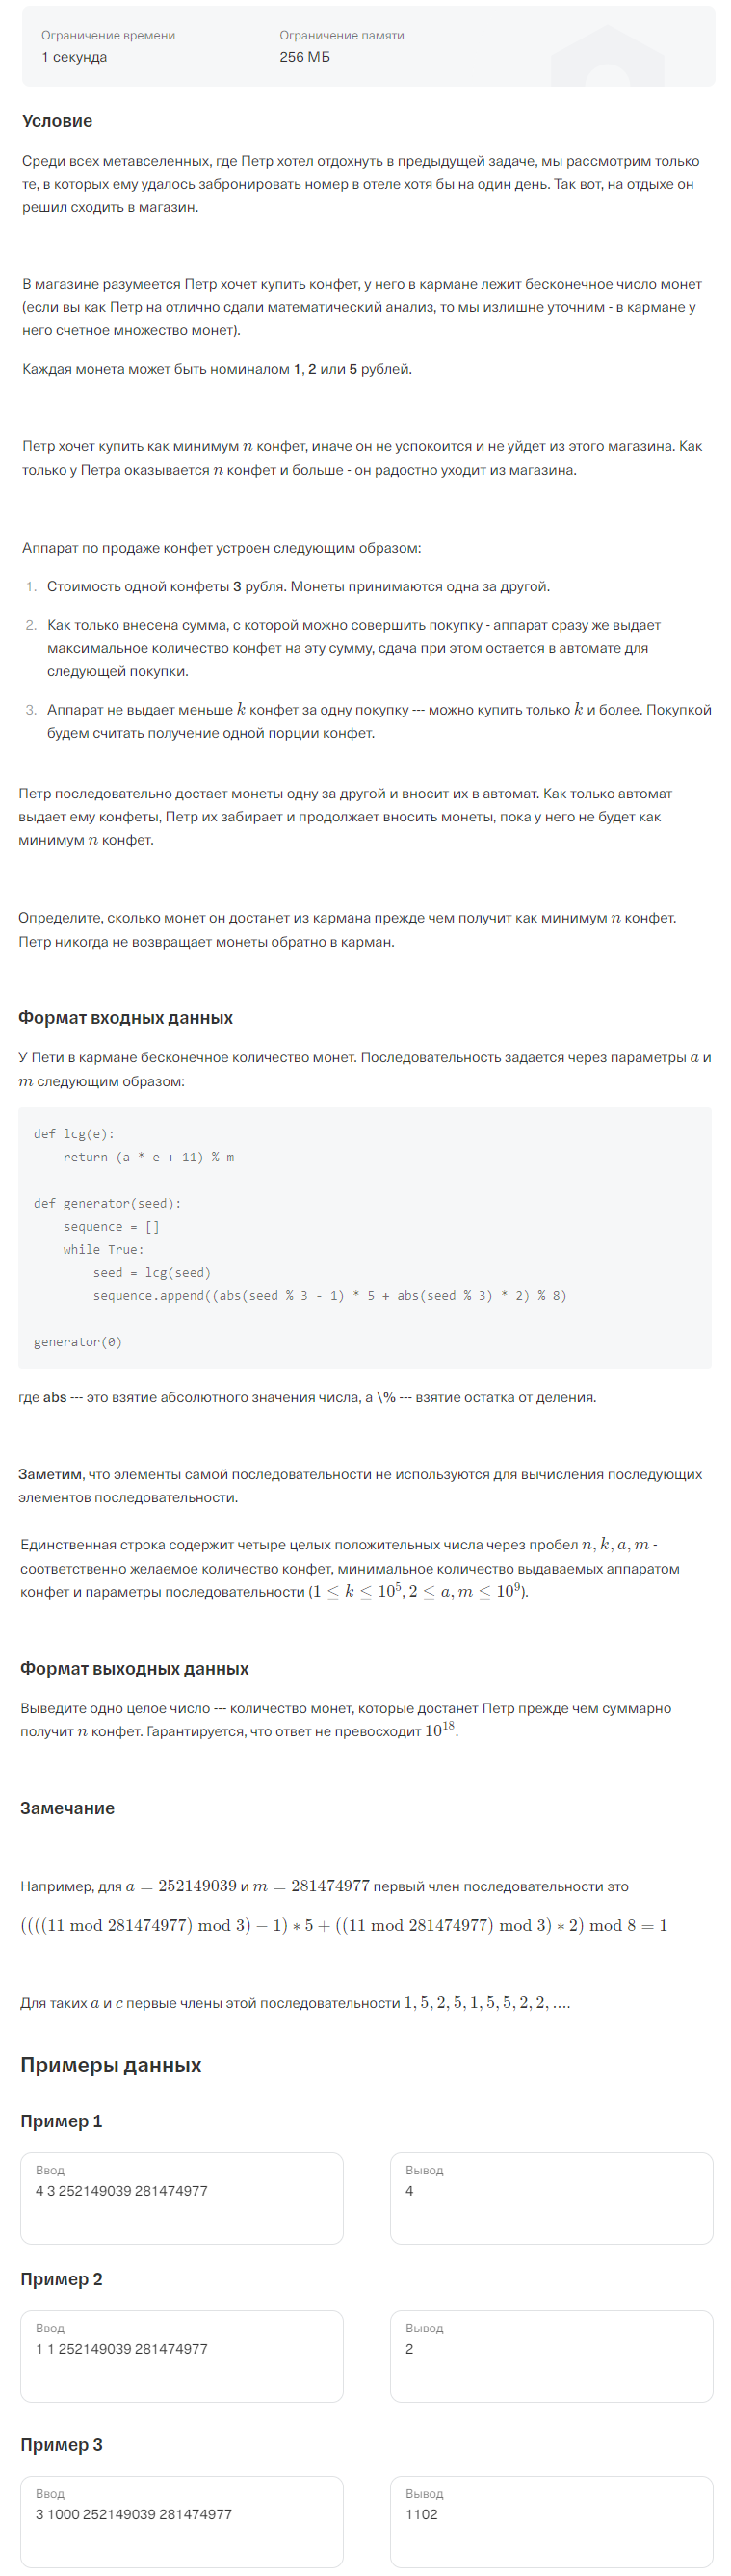 Ограничение времени
1 секунда
Ограничение памяти
256 МБ
Условие
Среди всех метавселенных, где Петр хотел отдохнуть в предыдущей задаче, мы рассмотрим только
те, в которых ему удалось забронировать номер в отеле хотя бы на один день. Так вот, на отдыхе он
решил сходить в магазин.
В магазине разумеется Петр хочет купить конфет, у него в кармане лежит бесконечное число монет
(если вы как Петр на отлично сдали математический анализ, то мы излишне уточним - в кармане у
него счетное множество монет).
Каждая монета может быть номиналом 1, 2 или 5 рублей.
Петр хочет купить как минимум n конфет, иначе он не успокоится и не уйдет из этого магазина. Как
только у Петра оказывается n конфет и больше - он радостно уходит из магазина.
Аппарат по продаже конфет устроен следующим образом:
1. Стоимость одной конфеты 3 рубля. Монеты принимаются одна за другой.
2. Как только внесена сумма, с которой можно совершить покупку - аппарат сразу же выдает
максимальное количество конфет на эту сумму, сдача при этом остается в автомате для
следующей покупки.
3. Аппарат не выдает меньше k конфет за одну покупку --- можно купить только k и более. Покупкой
будем считать получение одной порции конфет.
Петр последовательно достает монеты одну за другой и вносит их в автомат. Как только автомат
выдает ему конфеты, Петр их забирает и продолжает вносить монеты, пока у него не будет как
минимум n конфет.
Определите, сколько монет он достанет из кармана прежде чем получит как минимум n конфет.
Петр никогда не возвращает монеты обратно в карман.
Формат входных данных
У Пети в кармане бесконечное количество монет. Последовательность задается через параметры a и
m следующим образом:
def lcg(e):
    return (a * e + 11) % m
def generator(seed):
    sequence = []
    while True:
        seed = lcg(seed)
        sequence.append((abs(seed % 3 - 1) * 5 + abs(seed % 3) * 2) % 8)
generator(0)
где abs --- это взятие абсолютного значения числа, а \% --- взятие остатка от деления.
Заметим, что элементы самой последовательности не используются для вычисления последующих
элементов последовательности.
Единственная строка содержит четыре целых положительных числа через пробел n, k, a, m -
соответственно желаемое количество конфет, минимальное количество выдаваемых аппаратом
конфет и параметры последовательности (1 ≤ k ≤ 10⁵, 2 ≤ a, m ≤ 10⁹).
Формат выходных данных
Выведите одно целое число --- количество монет, которые достанет Петр прежде чем суммарно
получит n конфет. Гарантируется, что ответ не превосходит 10¹⁸.
Замечание
Например, для a = 252149039 и m = 281474977 первый член последовательности это
((((11 mod 281474977) mod 3) − 1) ∗ 5 + ((11 mod 281474977) mod 3) ∗ 2) mod 8 = 1
Для таких a и c первые члены этой последовательности 1, 5, 2, 5, 1, 5, 5, 2, 2, ....
Примеры данных
Пример 1
Ввод
4 3 252149039 281474977
Вывод
4
Пример 2
Ввод
1 1 252149039 281474977
Вывод
2
Пример 3
Ввод
3 1000 252149039 281474977
Вывод
1102